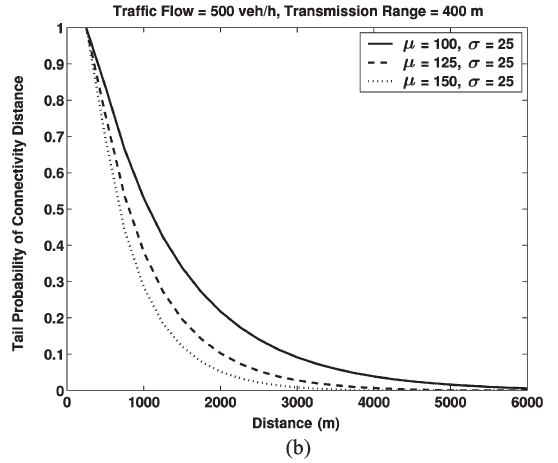 Traffic Flow = 500 veh/h, Transmission Range = 400 m
μ = 100, σ = 25
μ = 125, σ = 25
μ = 150, σ = 25
Tail Probability of Connectivity Distance
1
0.9
0.8
0.7
0.6
0.5
0.4
0.3
0.2
0.1
0
0 1000 2000 3000 4000 5000 6000
Distance (m)
(b)